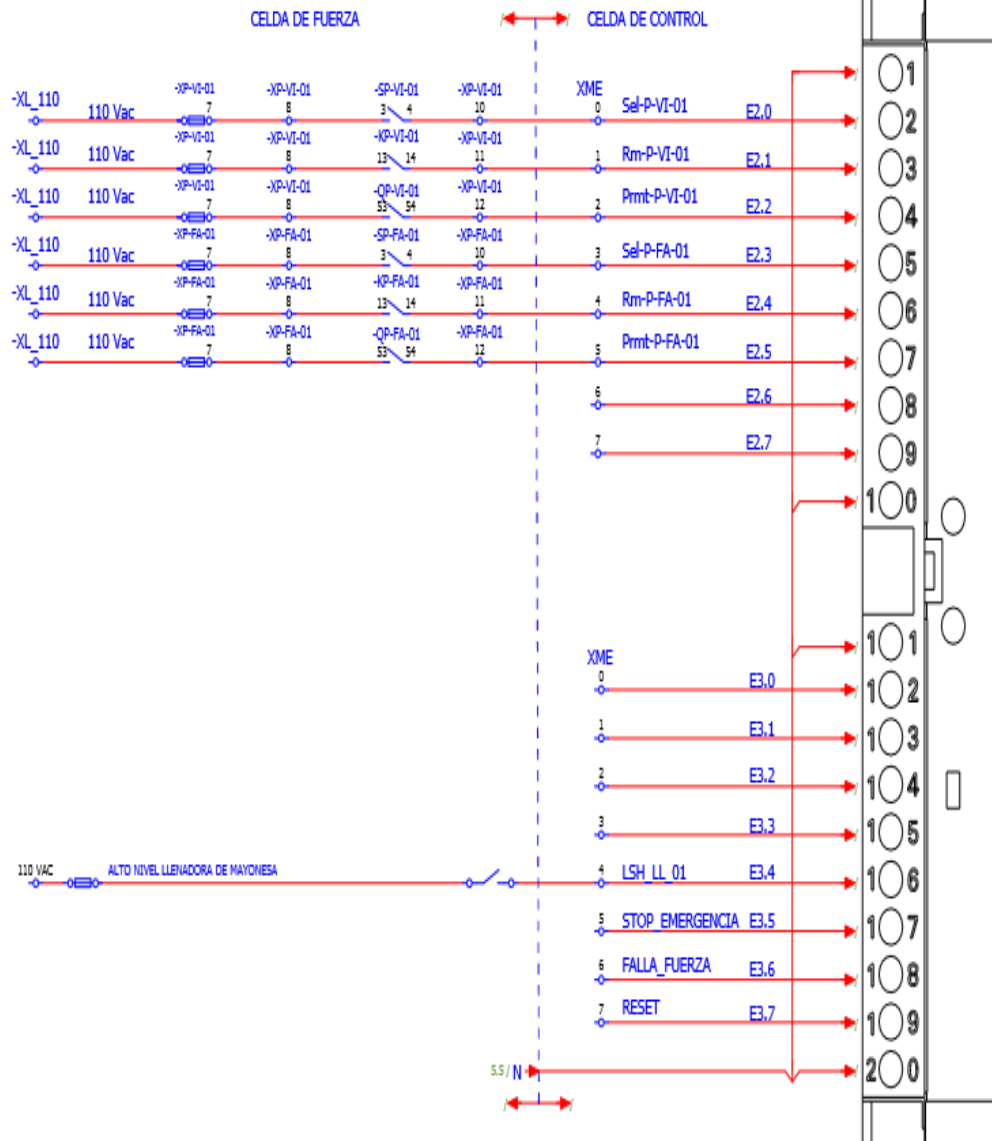 CELDA DE FUERZA CELDA DE CONTROL
1
-XL_110 110 Vac -XP-VI-01 7 -XP-VI-01 8 -SP-VI-01 3 4 -XP-VI-01 10 XME 0 Sel-P-VI-01 E2.0 2
-XL_110 110 Vac -XP-VI-01 7 -XP-VI-01 8 -KP-VI-01 13 14 -XP-VI-01 11 1 Rm-P-VI-01 E2.1 3
-XL_110 110 Vac -XP-VI-01 7 -XP-VI-01 8 -QP-VI-01 53 54 -XP-VI-01 12 2 Prmt-P-VI-01 E2.2 4
-XL_110 110 Vac -XP-FA-01 7 -XP-FA-01 8 -SP-FA-01 3 4 -XP-FA-01 10 3 Sel-P-FA-01 E2.3 5
-XL_110 110 Vac -XP-FA-01 7 -XP-FA-01 8 -KP-FA-01 13 14 -XP-FA-01 11 4 Rm-P-FA-01 E2.4 6
-XL_110 110 Vac -XP-FA-01 7 -XP-FA-01 8 -QP-FA-01 53 54 -XP-FA-01 12 5 Prmt-P-FA-01 E2.5 7
6 E2.6 8
7 E2.7 9
10
11
XME
0 E3.0 12
1 E3.1 13
2 E3.2 14
3 E3.3 15
110 VAC ALTO NIVEL LLENADORA DE MAYONESA 4 LSH_LL_01 E3.4 16
5 STOP_EMERGENCIA E3.5 17
6 FALLA_FUERZA E3.6 18
7 RESET E3.7 19
5.5 / N 20